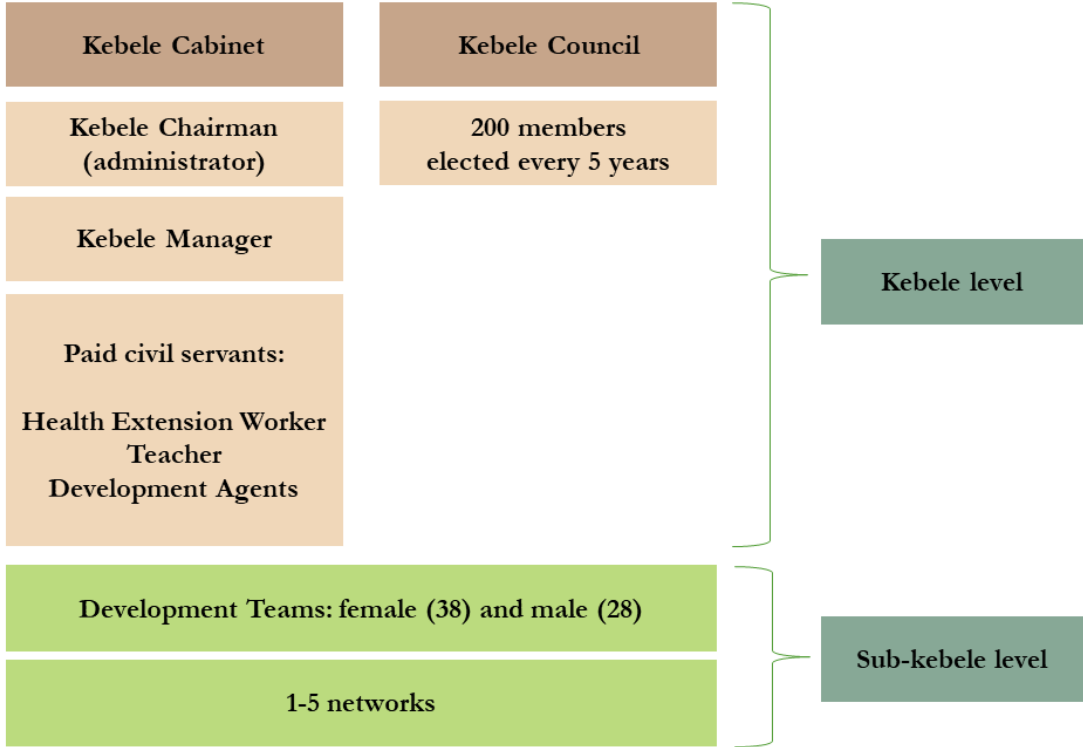 Kebele Cabinet
Kebele Council
Kebele Chairman
(administrator)
200 members
elected every 5 years
Kebele Manager
Kebele level
Paid civil servants:
Health Extension Worker
Teacher
Development Agents
Development Teams: female (38) and male (28)
Sub-kebele level
1-5 networks